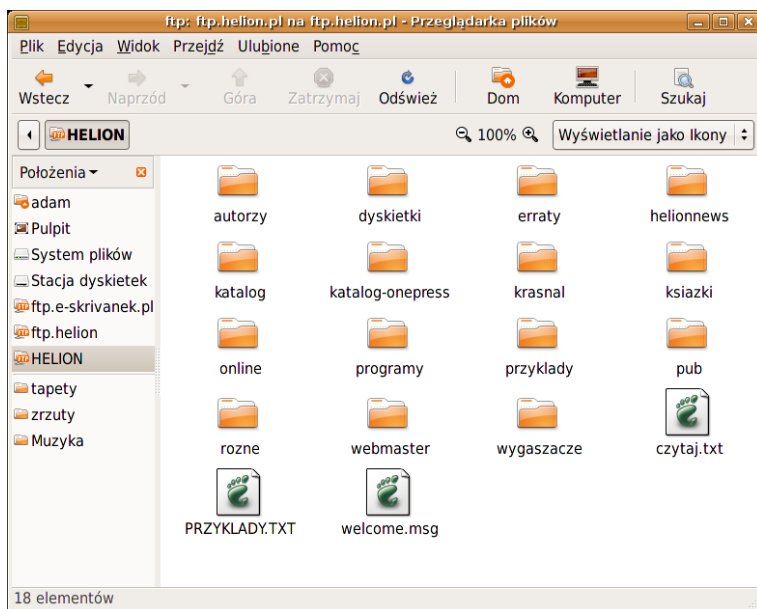 ftp: ftp.helion.pl na ftp.helion.pl - Przeglądarka plików
Plik Edycja Widok Przejdź Ulubione Pomoc
Wstecz Naprzód Góra Zatrzymaj Odśwież Dom Komputer Szukaj
HELION 100% Wyświetlanie jako Ikony
Położenia
adam
Pulpit
System plików
Stacja dyskietek
ftp.e-skrivanek.pl
ftp.helion
HELION
tapety
zrzuty
Muzyka
autorzy dyskietki erraty helionnews
katalog katalog-onepress krasnal ksiazki
online programy przyklady pub
rozne webmaster wygaszacze czytaj.txt
PRZYKLADY.TXT welcome.msg
18 elementów